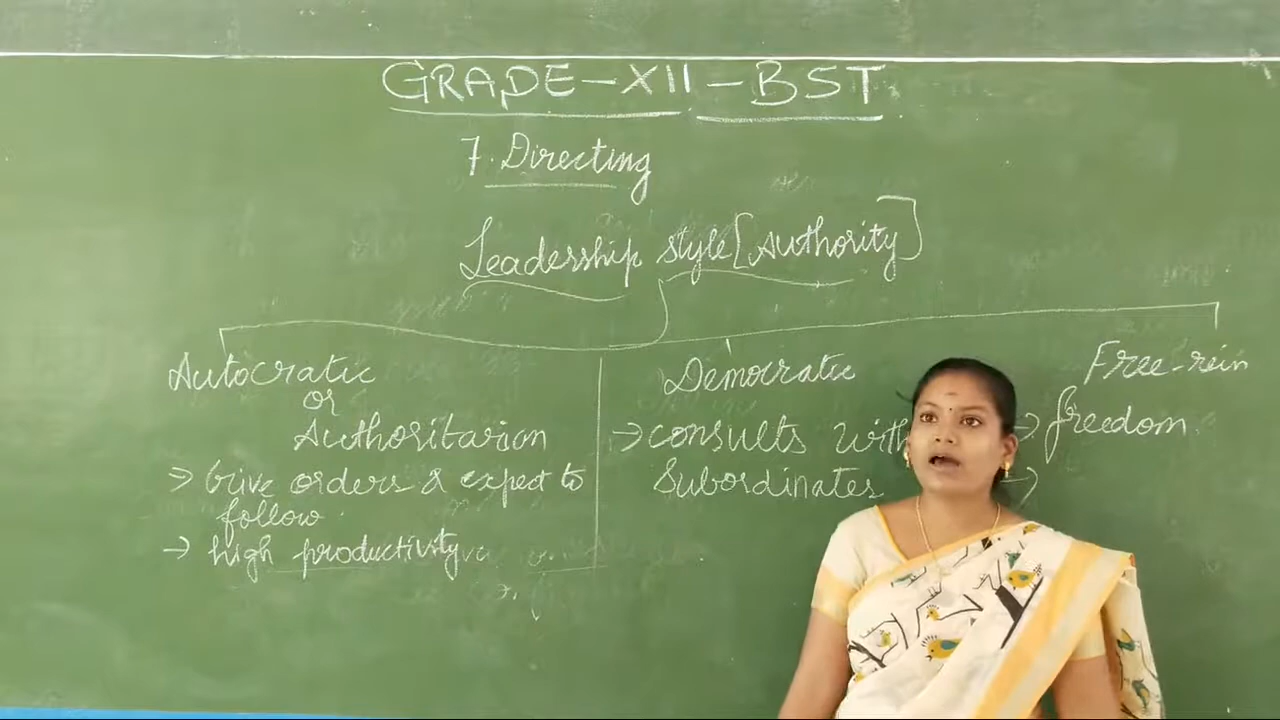 GRADE-XII-BST
7. Directing
Leadership style [Authority]
Autocratic
or
Authoritarian
→ Give orders & expect to
follow
→ high productivity
Democratic
→ consults with
Subordinates
Free-rein
→ freedom
→